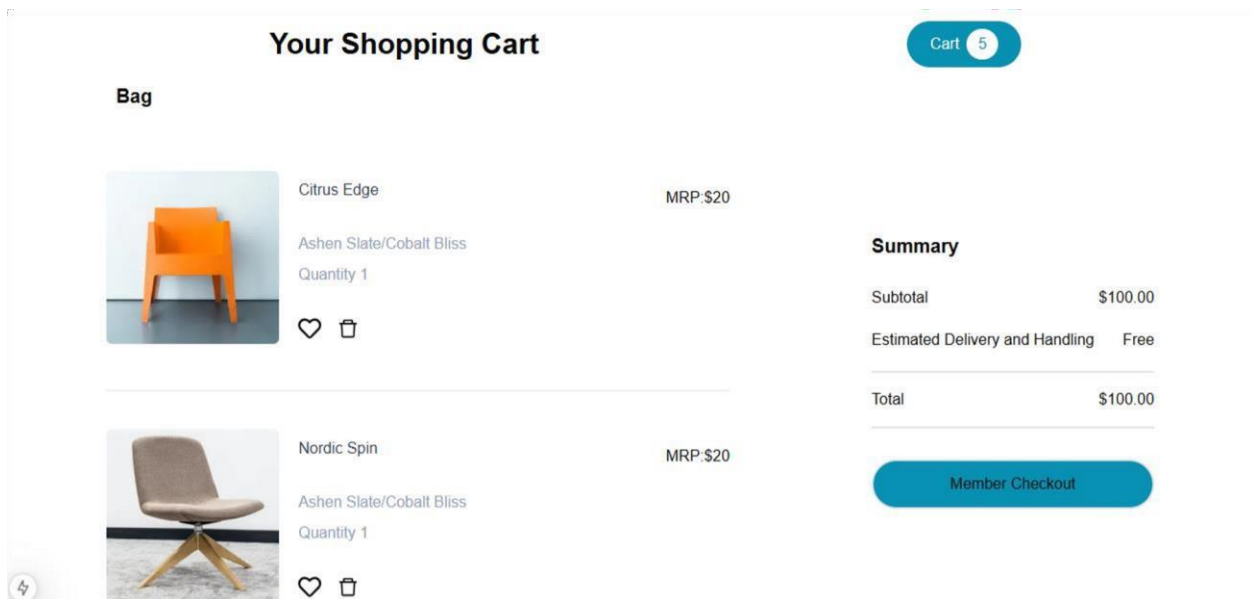 Your Shopping Cart
Cart 5
Bag
Citrus Edge
MRP:$20
Ashen Slate/Cobalt Bliss
Quantity 1
Nordic Spin
MRP:$20
Ashen Slate/Cobalt Bliss
Quantity 1
Summary
Subtotal $100.00
Estimated Delivery and Handling Free
Total $100.00
Member Checkout